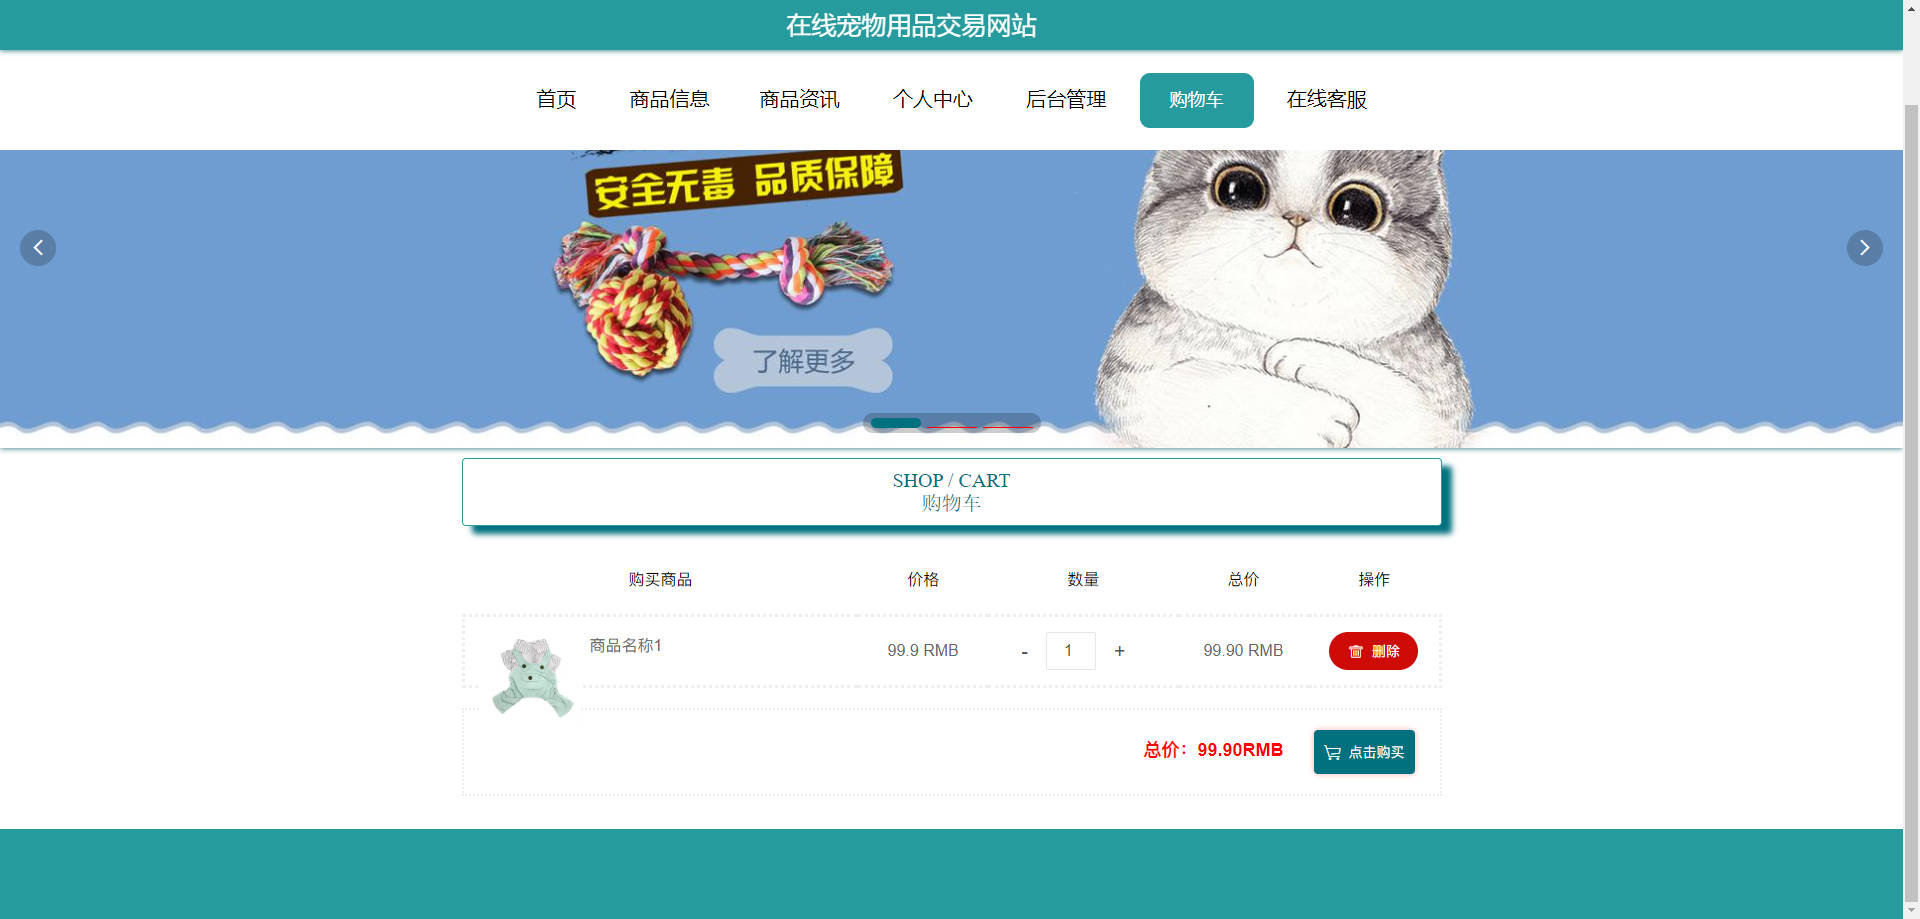 在线宠物用品交易网站
首页 商品信息 商品资讯 个人中心 后台管理 购物车 在线客服
安全无毒 品质保障
了解更多
SHOP / CART
购物车
购买商品 价格 数量 总价 操作
商品名称1 99.9 RMB - 1 + 99.90 RMB 删除
总价：99.90RMB 点击购买